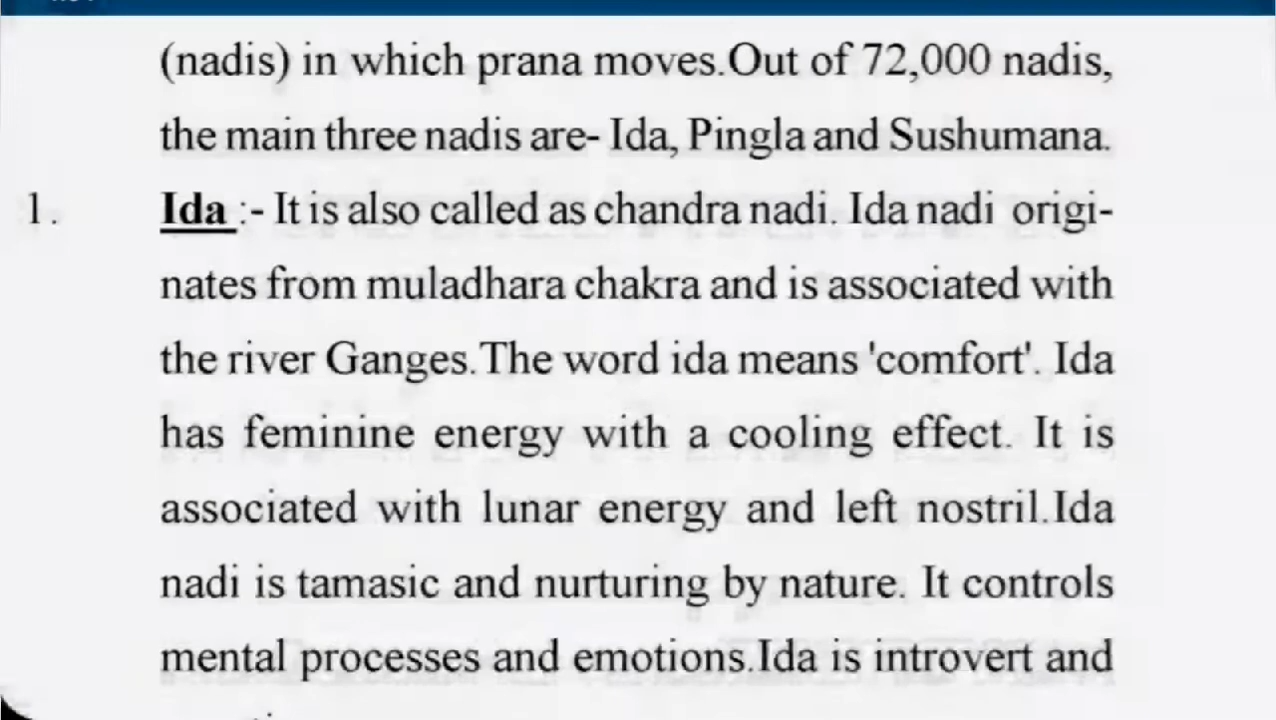 (nadis) in which prana moves.Out of 72,000 nadis,
the main three nadis are- Ida, Pingla and Sushumana.
1. Ida :- It is also called as chandra nadi. Ida nadi origi-
nates from muladhara chakra and is associated with
the river Ganges.The word ida means 'comfort'. Ida
has feminine energy with a cooling effect. It is
associated with lunar energy and left nostril.Ida
nadi is tamasic and nurturing by nature. It controls
mental processes and emotions.Ida is introvert and